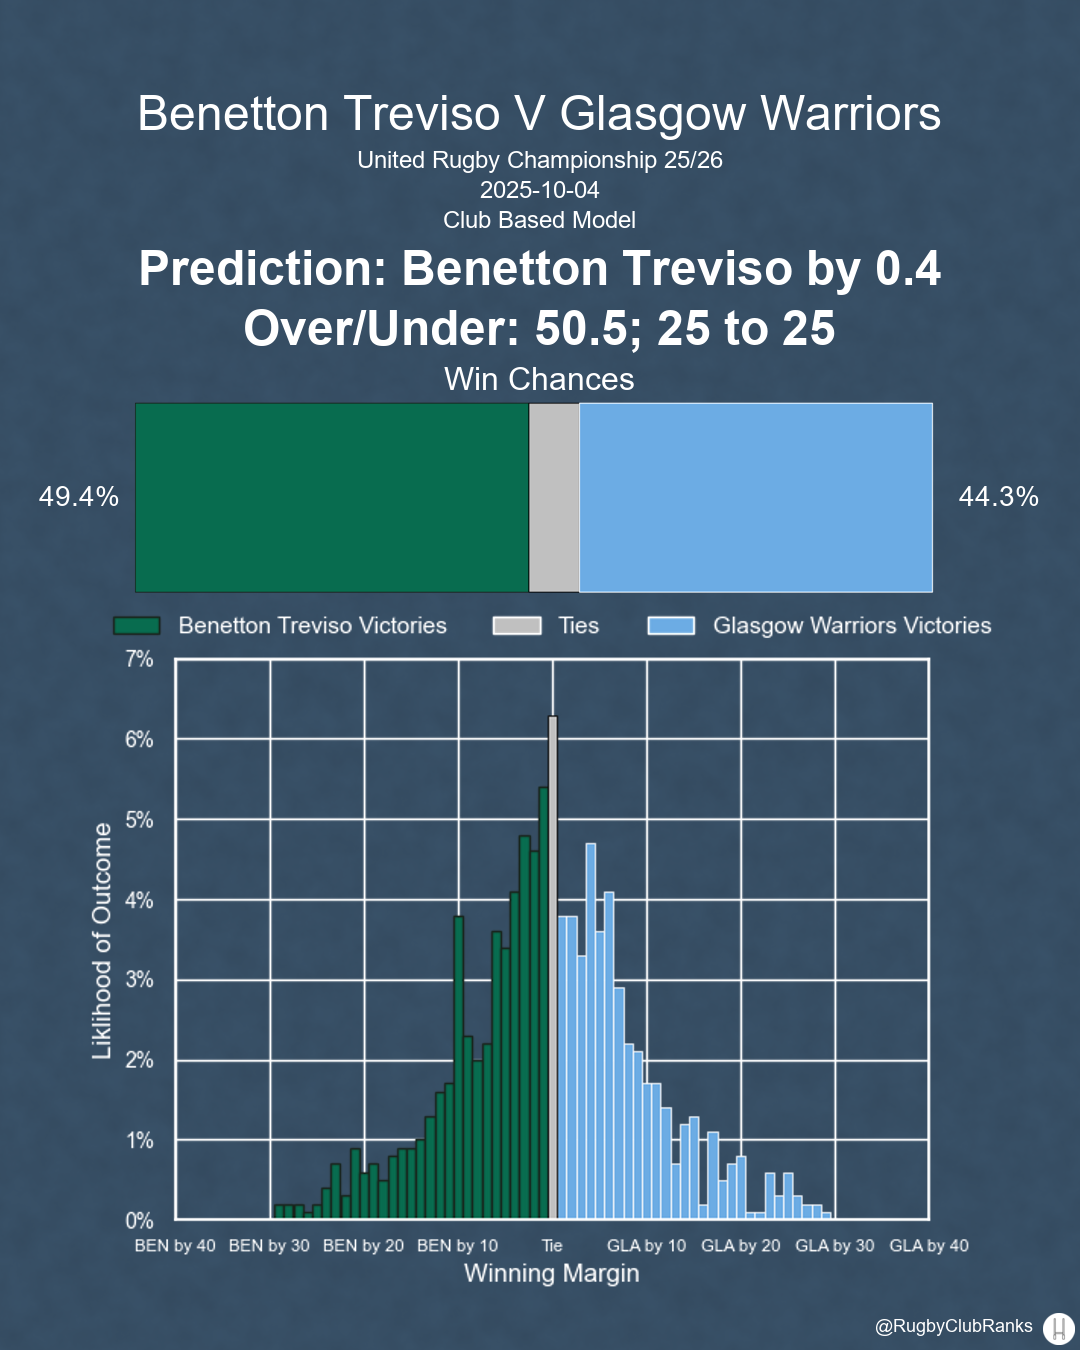 Benetton Treviso V Glasgow Warriors
United Rugby Championship 25/26
2025-10-04
Club Based Model
Prediction: Benetton Treviso by 0.4
Over/Under: 50.5; 25 to 25
Win Chances
49.4%
44.3%
Benetton Treviso Victories
Ties
Glasgow Warriors Victories
7%
6%
5%
4%
3%
2%
1%
0%
Liklihood of Outcome
BEN by 40
BEN by 30
BEN by 20
BEN by 10
Tie
GLA by 10
GLA by 20
GLA by 30
GLA by 40
Winning Margin
@RugbyClubRanks